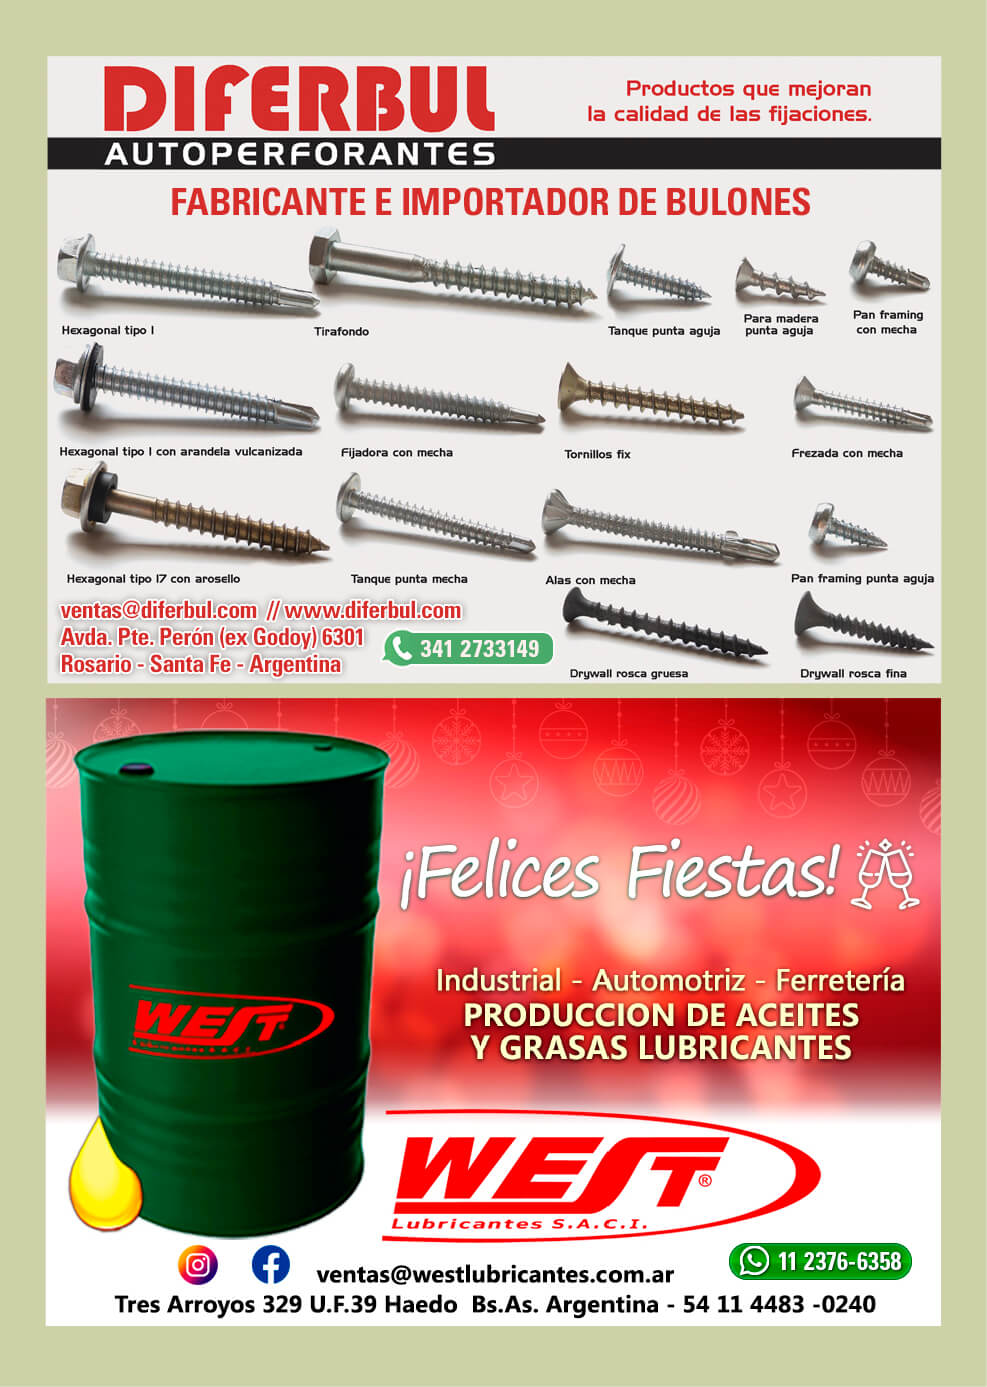 DIFERBUL
AUTOPERFORANTES
Productos que mejoran
la calidad de las fijaciones.
FABRICANTE E IMPORTADOR DE BULONES
Hexagonal tipo 1
Tirafondo
Tanque punta aguja
Para madera
punta aguja
Pan framing
con mecha
Hexagonal tipo 1 con arandela vulcanizada
Fijadora con mecha
Tornillos fix
Frezada con mecha
Hexagonal tipo 17 con arosello
Tanque punta mecha
Alas con mecha
Pan framing punta aguja
ventas@diferbul.com // www.diferbul.com
Avda. Pte. Perón (ex Godoy) 6301
Rosario - Santa Fe - Argentina
341 2733149
Drywall rosca gruesa
Drywall rosca fina
¡Felices Fiestas!
Industrial - Automotriz - Ferretería
PRODUCCION DE ACEITES
Y GRASAS LUBRICANTES
WEST®
Lubricantes S.A.C.I.
WEST®
Lubricantes S.A.C.I.
ventas@westlubricantes.com.ar
11 2376-6358
Tres Arroyos 329 U.F.39 Haedo Bs.As. Argentina - 54 11 4483 -0240